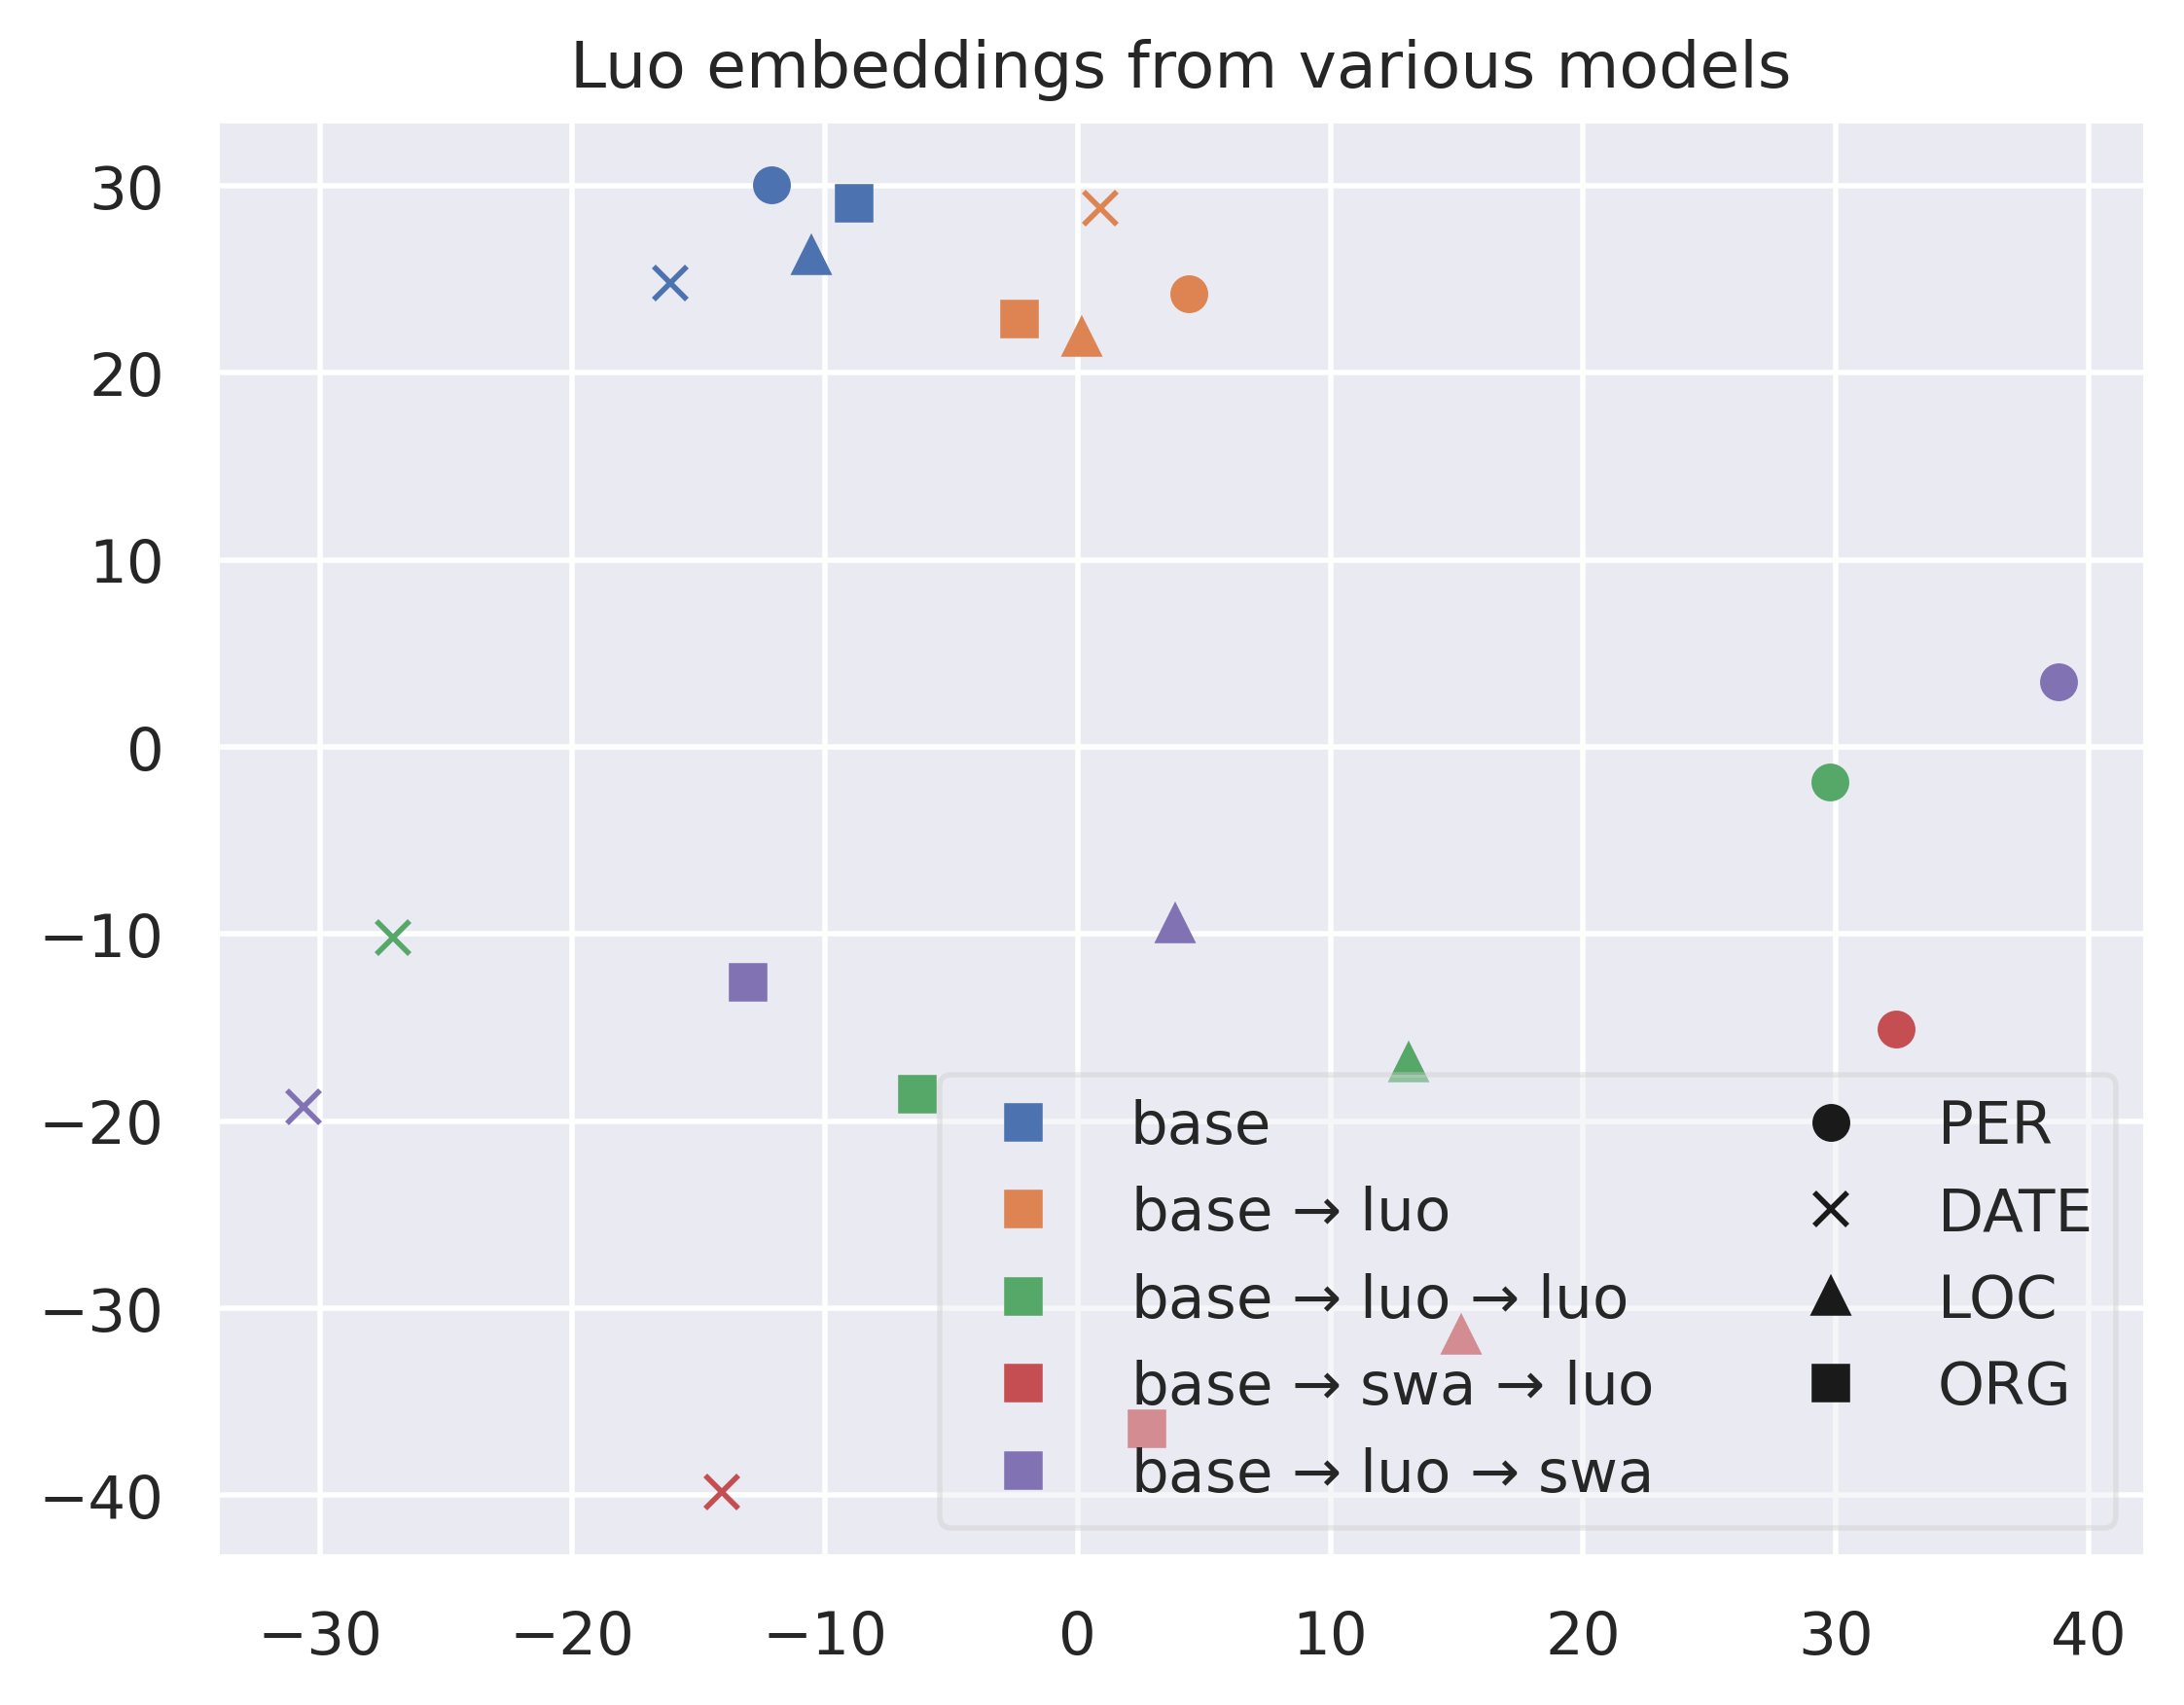 Luo embeddings from various models
30
20
10
0
−10
−20
−30
−40
base
base → luo
base → luo → luo
base → swa → luo
base → luo → swa
PER
DATE
LOC
ORG
−30 −20 −10 0 10 20 30 40